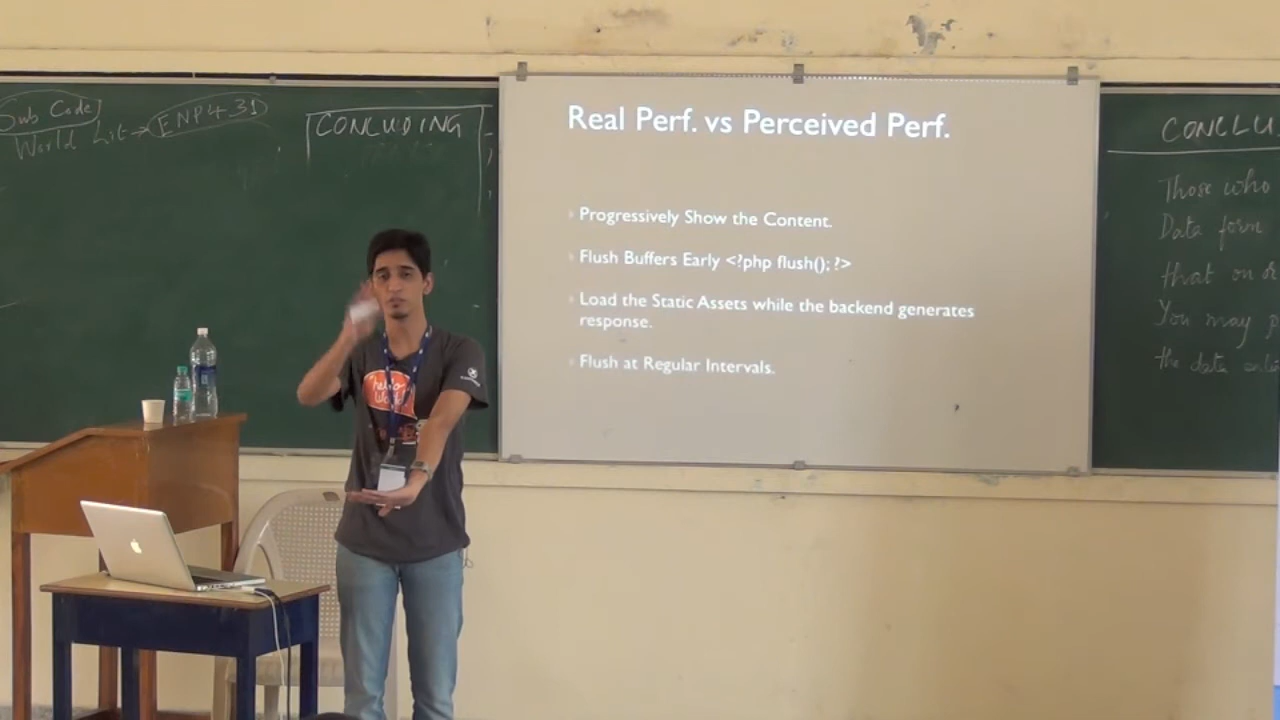 Sub Code
World Lit → ENP431
CONCLUDING
Real Perf. vs Perceived Perf.
Progressively Show the Content.
Flush Buffers Early <?php flush(); ?>
Load the Static Assets while the backend generates
response.
Flush at Regular Intervals.
CONCLU
Those who
Data form
that on
You may
the data
"hello
World"